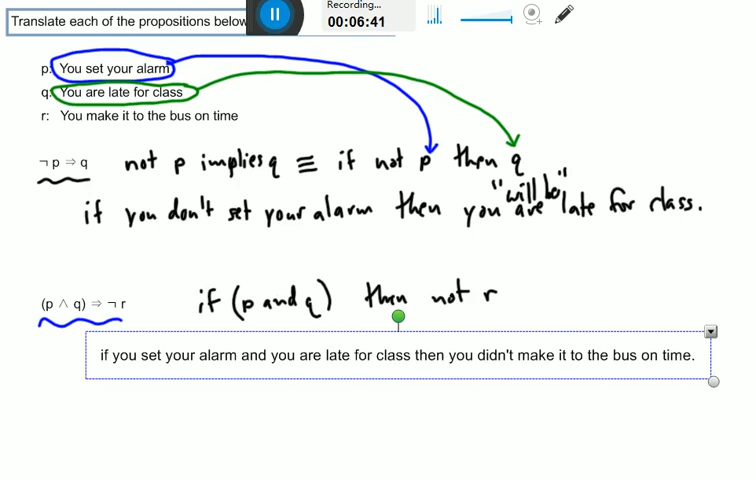 Translate each of the propositions below
Recording...
00:06:41
p: You set your alarm
q: You are late for class
r: You make it to the bus on time
¬ p ⇒ q
not p implies q ≡ if not p then q
"will be"
if you don't set your alarm then you are late for class.
(p ∧ q) ⇒ ¬ r
if (p and q) then not r
if you set your alarm and you are late for class then you didn't make it to the bus on time.